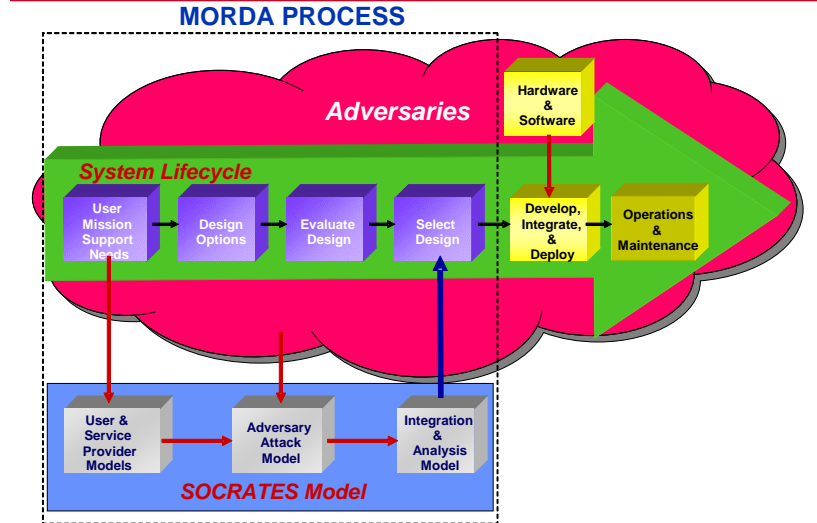 MORDA PROCESS
Hardware
&
Software
Adversaries
System Lifecycle
User
Mission
Support
Needs
Design
Options
Evaluate
Design
Select
Design
Develop,
Integrate,
&
Deploy
Operations
&
Maintenance
User &
Service
Provider
Models
Adversary
Attack
Model
Integration
&
Analysis
Model
SOCRATES Model